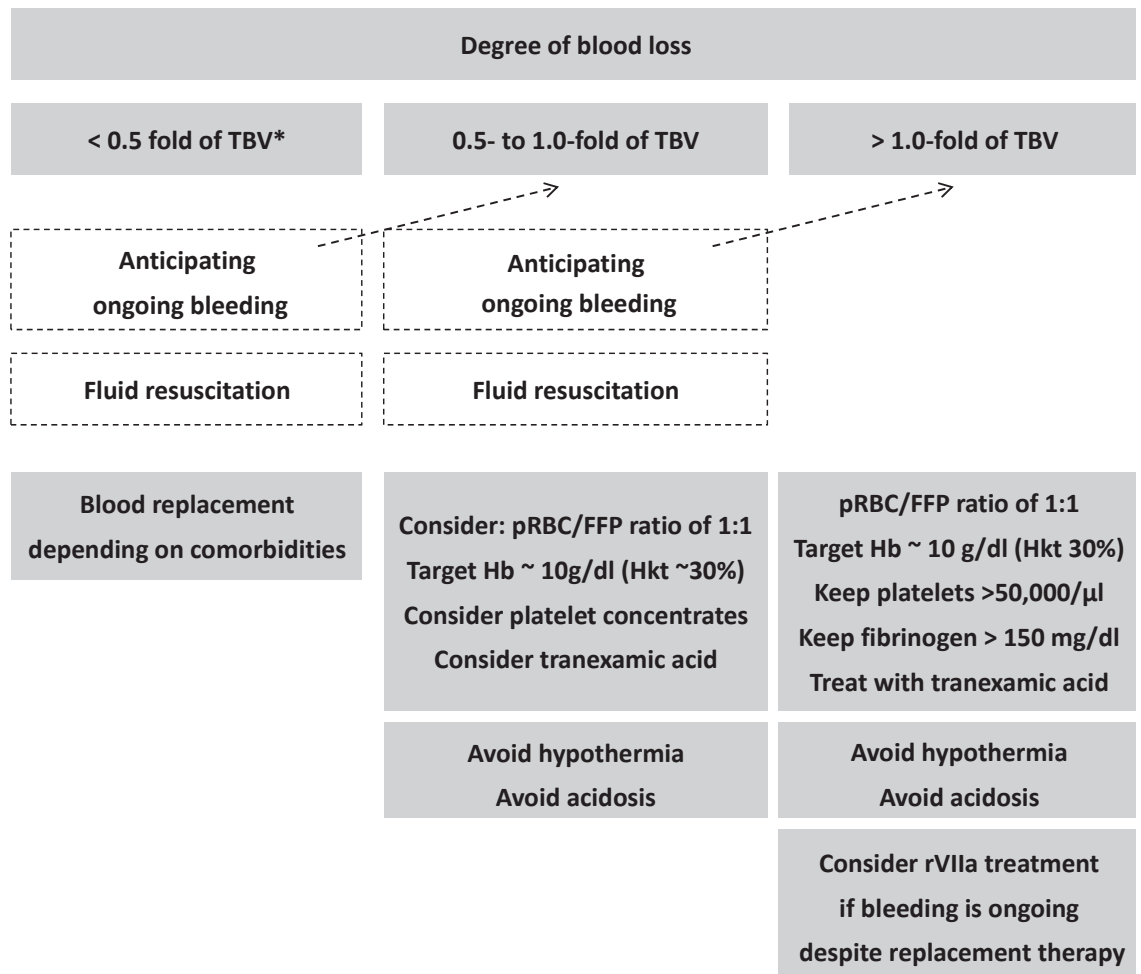 Degree of blood loss
< 0.5 fold of TBV*
0.5- to 1.0-fold of TBV
> 1.0-fold of TBV
Anticipating
ongoing bleeding
Anticipating
ongoing bleeding
Fluid resuscitation
Fluid resuscitation
Blood replacement
depending on comorbidities
Consider: pRBC/FFP ratio of 1:1
Target Hb ~ 10g/dl (Hkt ~30%)
Consider platelet concentrates
Consider tranexamic acid
pRBC/FFP ratio of 1:1
Target Hb ~ 10 g/dl (Hkt 30%)
Keep platelets >50,000/µl
Keep fibrinogen > 150 mg/dl
Treat with tranexamic acid
Avoid hypothermia
Avoid acidosis
Avoid hypothermia
Avoid acidosis
Consider rVIIa treatment
if bleeding is ongoing
despite replacement therapy